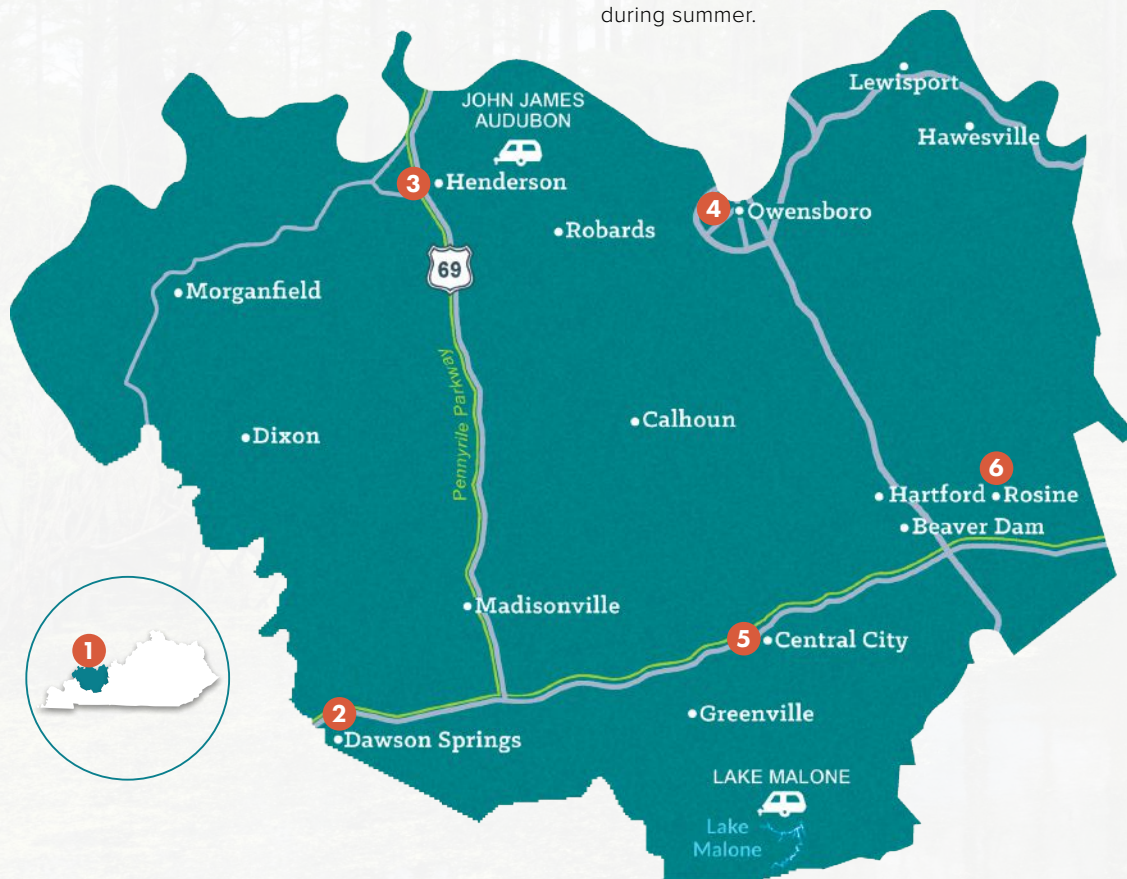 during summer.
Lewisport
JOHN JAMES
AUDUBON
Hawesville
3
Henderson
4
Owensboro
Robards
69
Morganfield
Pennyrile Parkway
Calhoun
Dixon
6
Hartford
Rosine
Beaver Dam
Madisonville
1
5
Central City
2
Greenville
Dawson Springs
LAKE MALONE
Lake
Malone